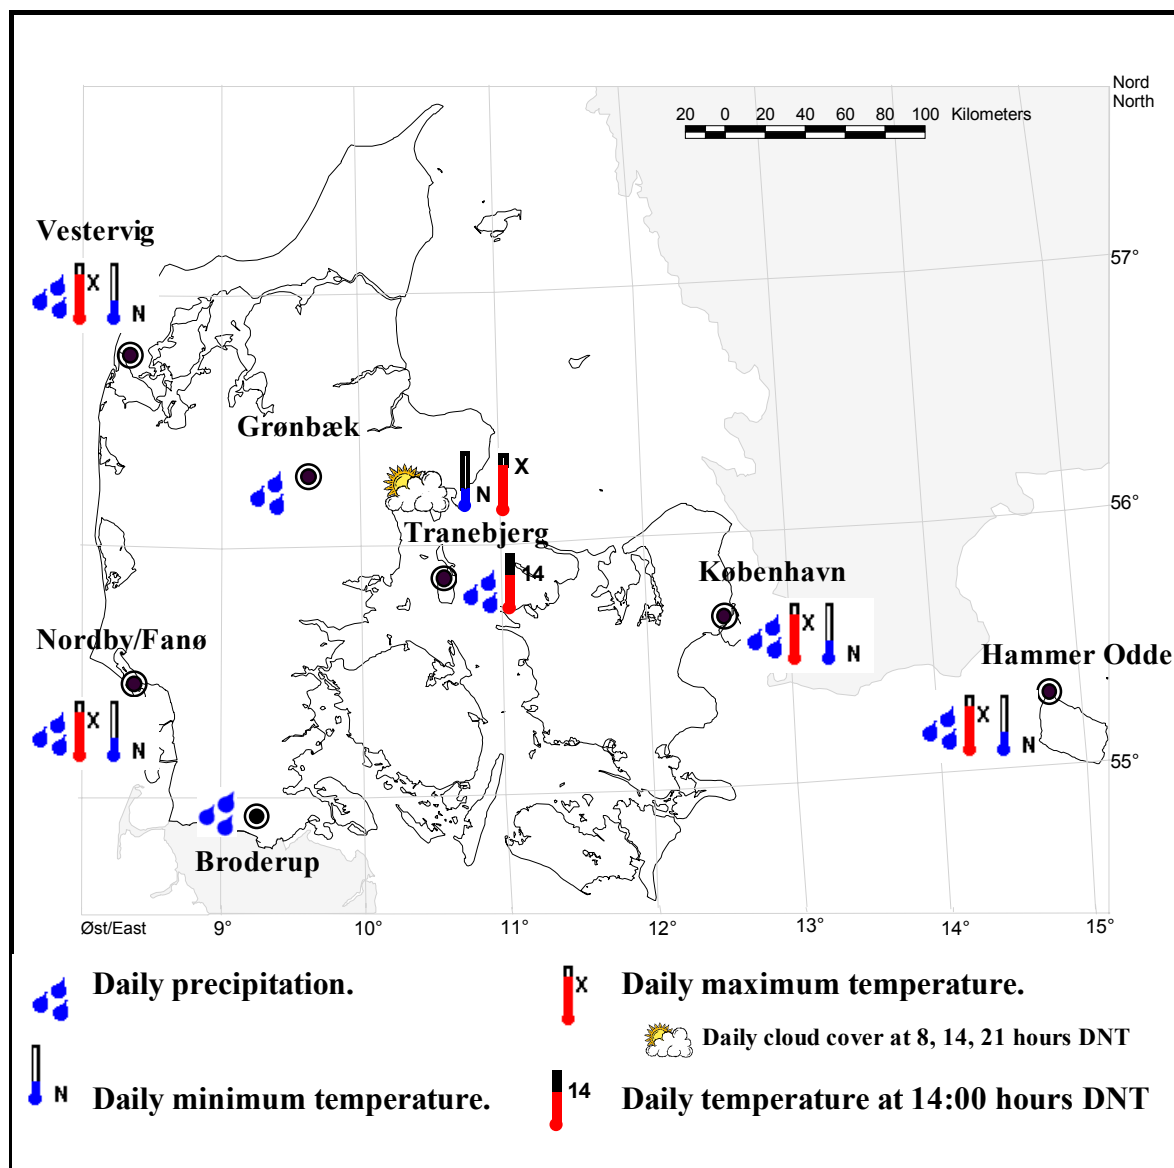 Nord
North
20 0 20 40 60 80 100 Kilometers
Vestervig
57°
X
N
Grønbæk
X
N
56°
Tranebjerg
14
København
X
N
Nordby/Fanø
Hammer Odde
X
N
X
N
55°
Broderup
Øst/East 9° 10° 11° 12° 13° 14° 15°
Daily precipitation.
X Daily maximum temperature.
Daily cloud cover at 8, 14, 21 hours DNT
N Daily minimum temperature.
14 Daily temperature at 14:00 hours DNT